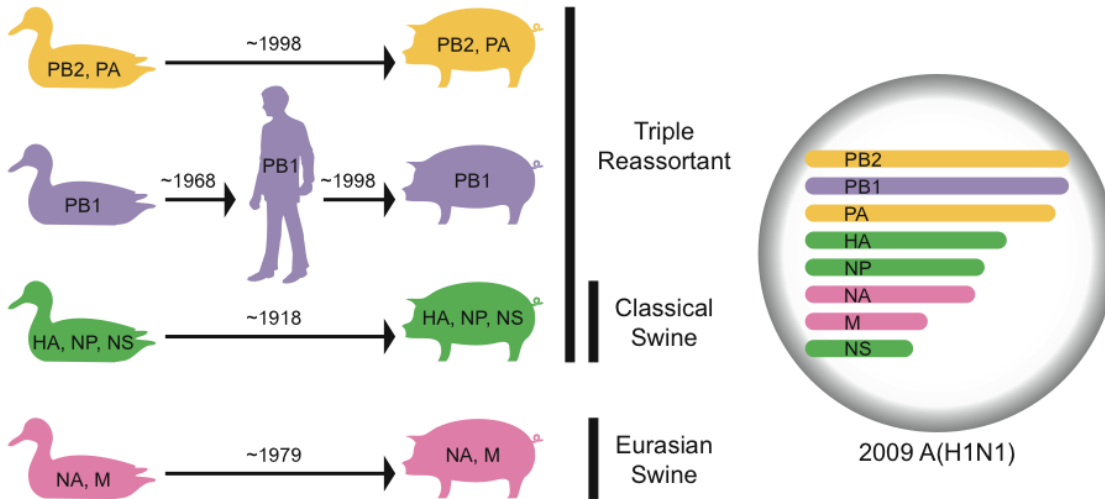 ~1998
PB2, PA
PB2, PA
Triple
Reassortant
~1968
PB1
~1998
PB1
PB1
~1918
HA, NP, NS
HA, NP, NS
Classical
Swine
~1979
NA, M
NA, M
Eurasian
Swine
PB2
PB1
PA
HA
NP
NA
M
NS
2009 A(H1N1)